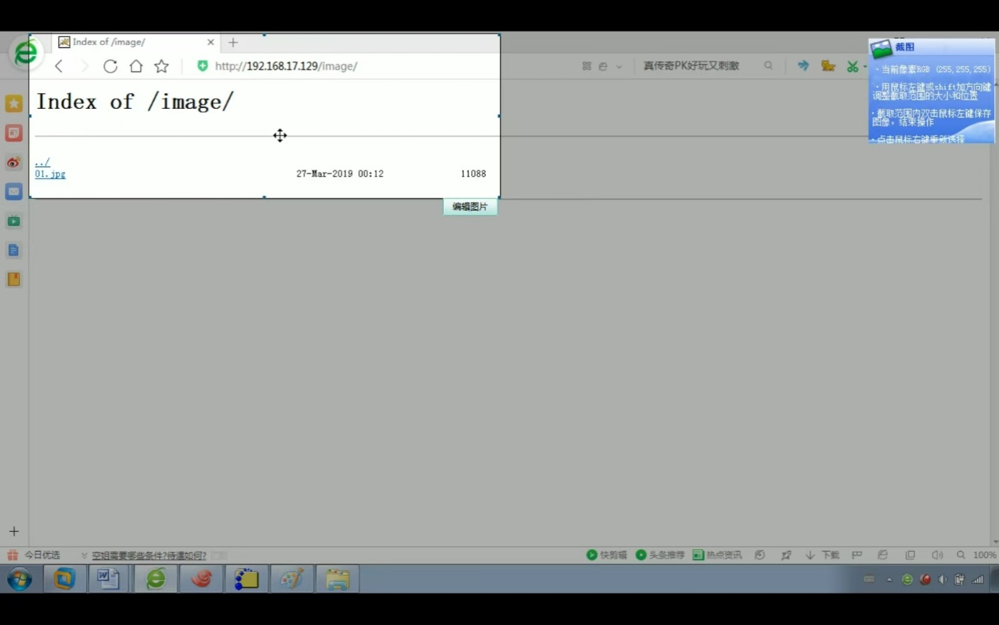 Index of /image/
http://192.168.17.129/image/
真传奇PK好玩又刺激
截图
·当前像素RGB (255,255,255)
·用鼠标左键或shift加方向键
调整截取范围的大小和位置
·截取范围内双击鼠标左键保存
图像，结束操作
·点击鼠标右键重新选择
Index of /image/
../
01.jpg 27-Mar-2019 00:12 11088
编辑图片
今日优选 空姐需要哪些条件?待遇如何? 快剪辑 头条推荐 热点资讯 下载 100%